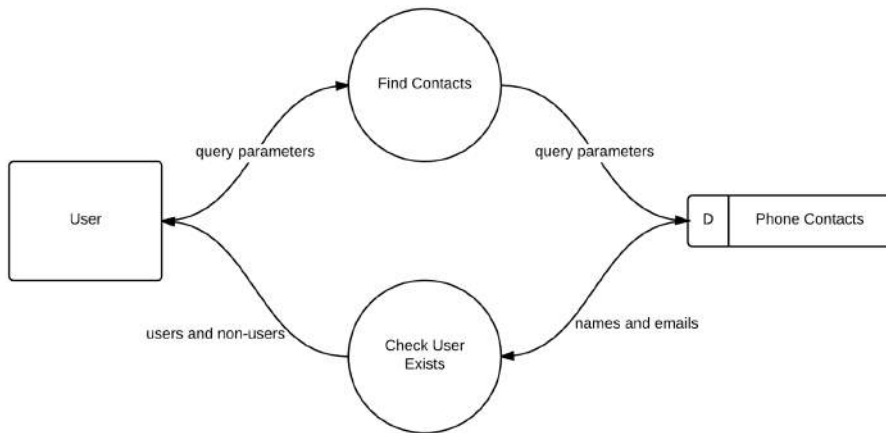 Find Contacts
query parameters
query parameters
User
D
Phone Contacts
users and non-users
names and emails
Check User
Exists